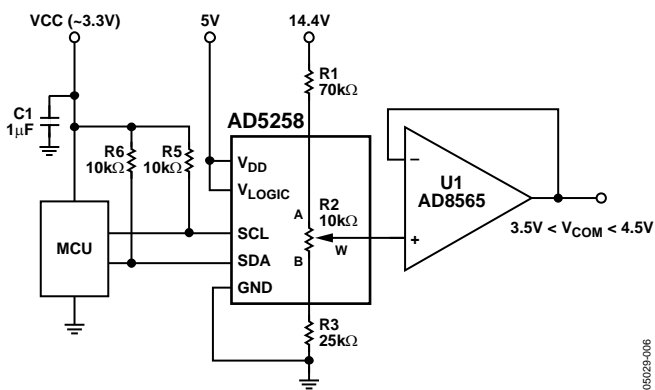 VCC (~3.3V)
5V
14.4V
R1
70kΩ
C1
1μF
AD5258
R6
10kΩ
R5
10kΩ
VDD
VLOGIC
R2
10kΩ
A
B
W
U1
AD8565
−
+
3.5V < VCOM < 4.5V
MCU
SCL
SDA
GND
R3
25kΩ
05029-006